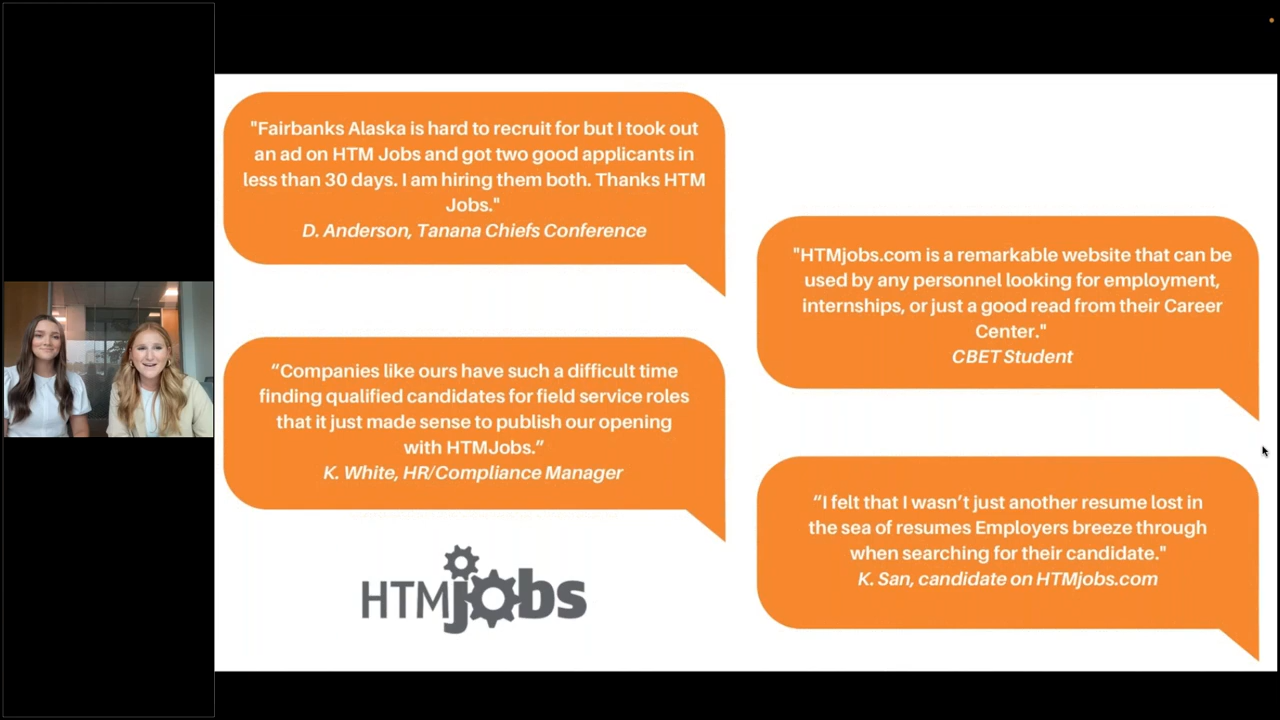 "Fairbanks Alaska is hard to recruit for but I took out
an ad on HTM Jobs and got two good applicants in
less than 30 days. I am hiring them both. Thanks HTM
Jobs."
D. Anderson, Tanana Chiefs Conference
"HTMjobs.com is a remarkable website that can be
used by any personnel looking for employment,
internships, or just a good read from their Career
Center."
CBET Student
“Companies like ours have such a difficult time
finding qualified candidates for field service roles
that it just made sense to publish our opening
with HTMJobs.”
K. White, HR/Compliance Manager
“I felt that I wasn’t just another resume lost in
the sea of resumes Employers breeze through
when searching for their candidate."
K. San, candidate on HTMjobs.com
HTMjobs